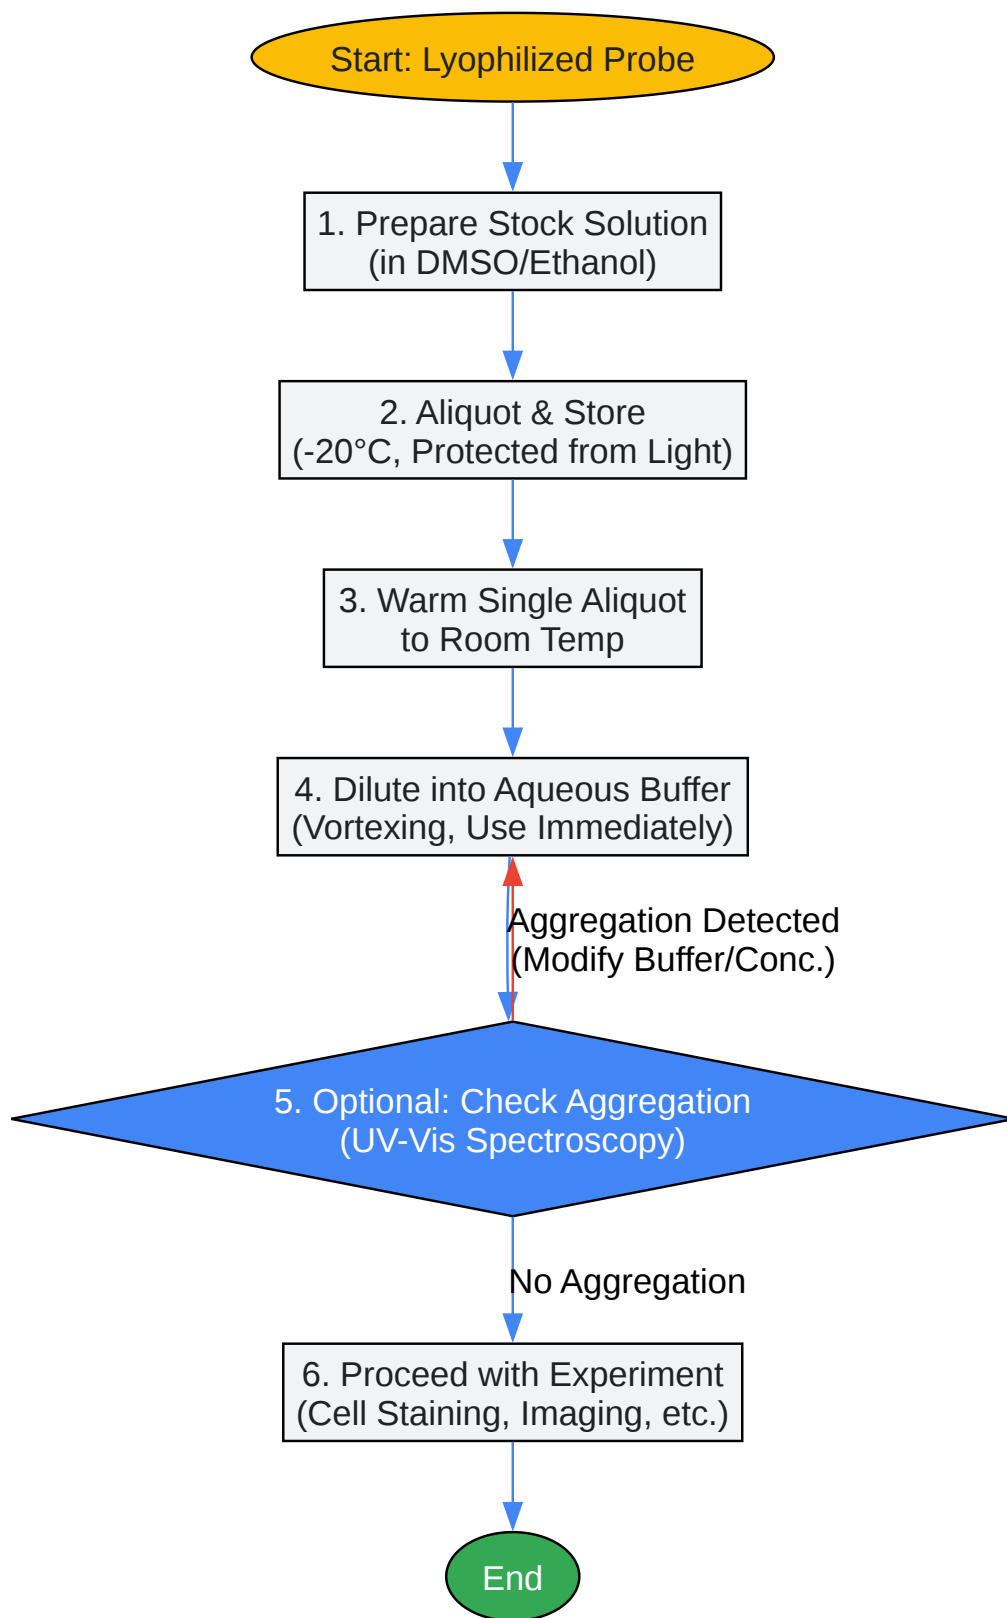 Start: Lyophilized Probe
1. Prepare Stock Solution
(in DMSO/Ethanol)
2. Aliquot & Store
(-20°C, Protected from Light)
3. Warm Single Aliquot
to Room Temp
4. Dilute into Aqueous Buffer
(Vortexing, Use Immediately)
Aggregation Detected
(Modify Buffer/Conc.)
5. Optional: Check Aggregation
(UV-Vis Spectroscopy)
No Aggregation
6. Proceed with Experiment
(Cell Staining, Imaging, etc.)
End